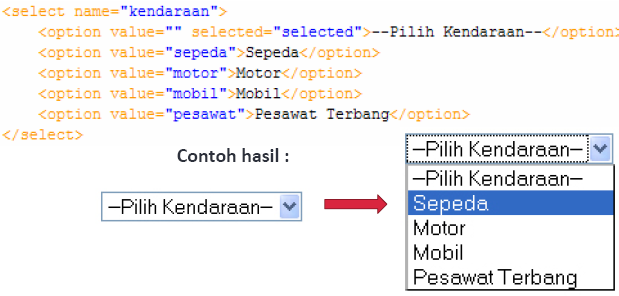 <select name="kendaraan">
    <option value="" selected="selected">--Pilih Kendaraan--</option>
    <option value="sepeda">Sepeda</option>
    <option value="motor">Motor</option>
    <option value="mobil">Mobil</option>
    <option value="pesawat">Pesawat Terbang</option>
</select>
Contoh hasil :
--Pilih Kendaraan--
--Pilih Kendaraan--
--Pilih Kendaraan--
Sepeda
Motor
Mobil
Pesawat Terbang